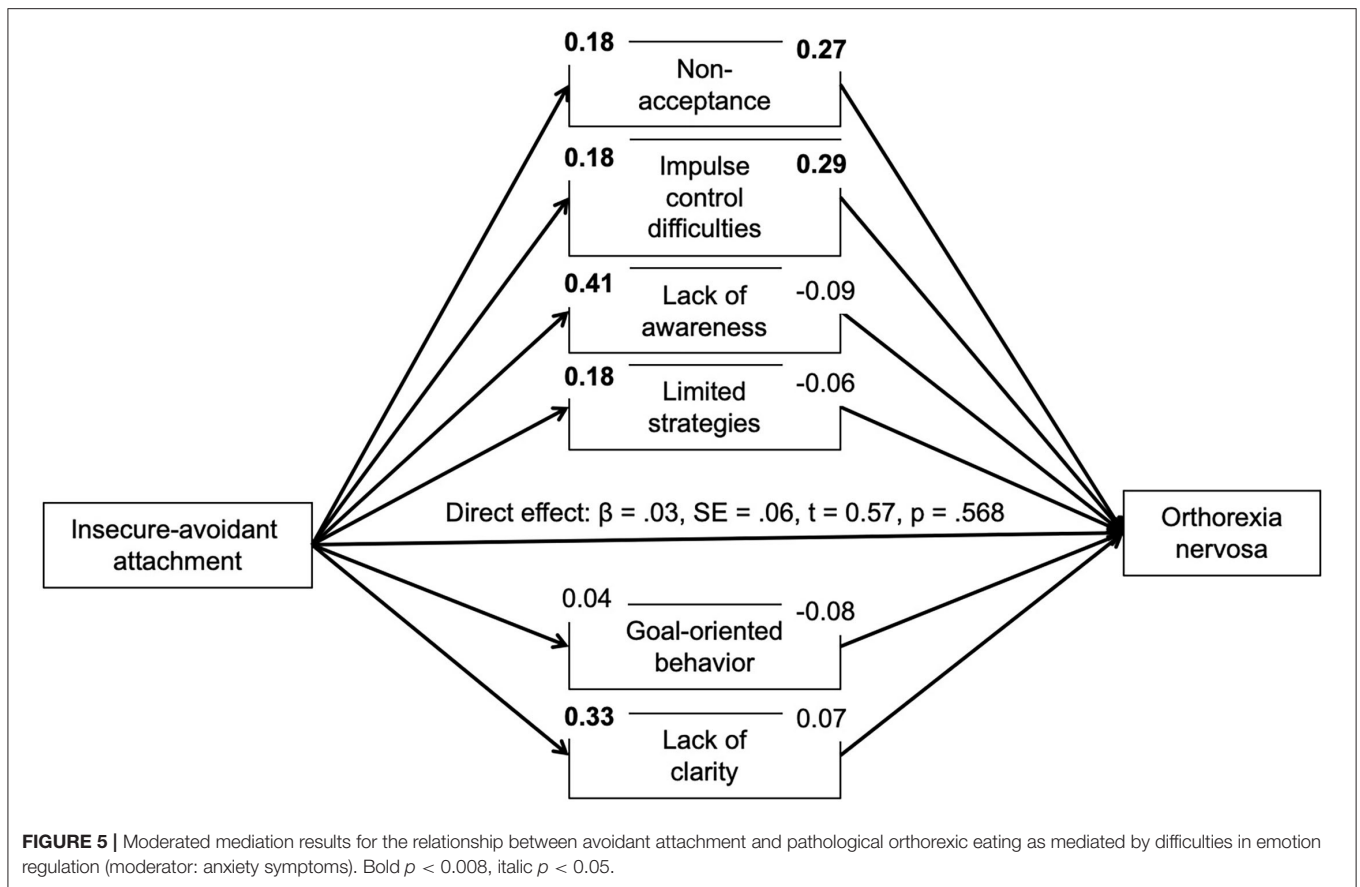 0.18 0.27
Non-
acceptance
0.18 0.29
Impulse
control
difficulties
0.41 -0.09
Lack of
awareness
0.18 -0.06
Limited
strategies
Direct effect: β = .03, SE = .06, t = 0.57, p = .568
Insecure-avoidant
attachment
Orthorexia
nervosa
0.04 -0.08
Goal-oriented
behavior
0.33 0.07
Lack of
clarity
FIGURE 5 | Moderated mediation results for the relationship between avoidant attachment and pathological orthorexic eating as mediated by difficulties in emotion
regulation (moderator: anxiety symptoms). Bold p < 0.008, italic p < 0.05.